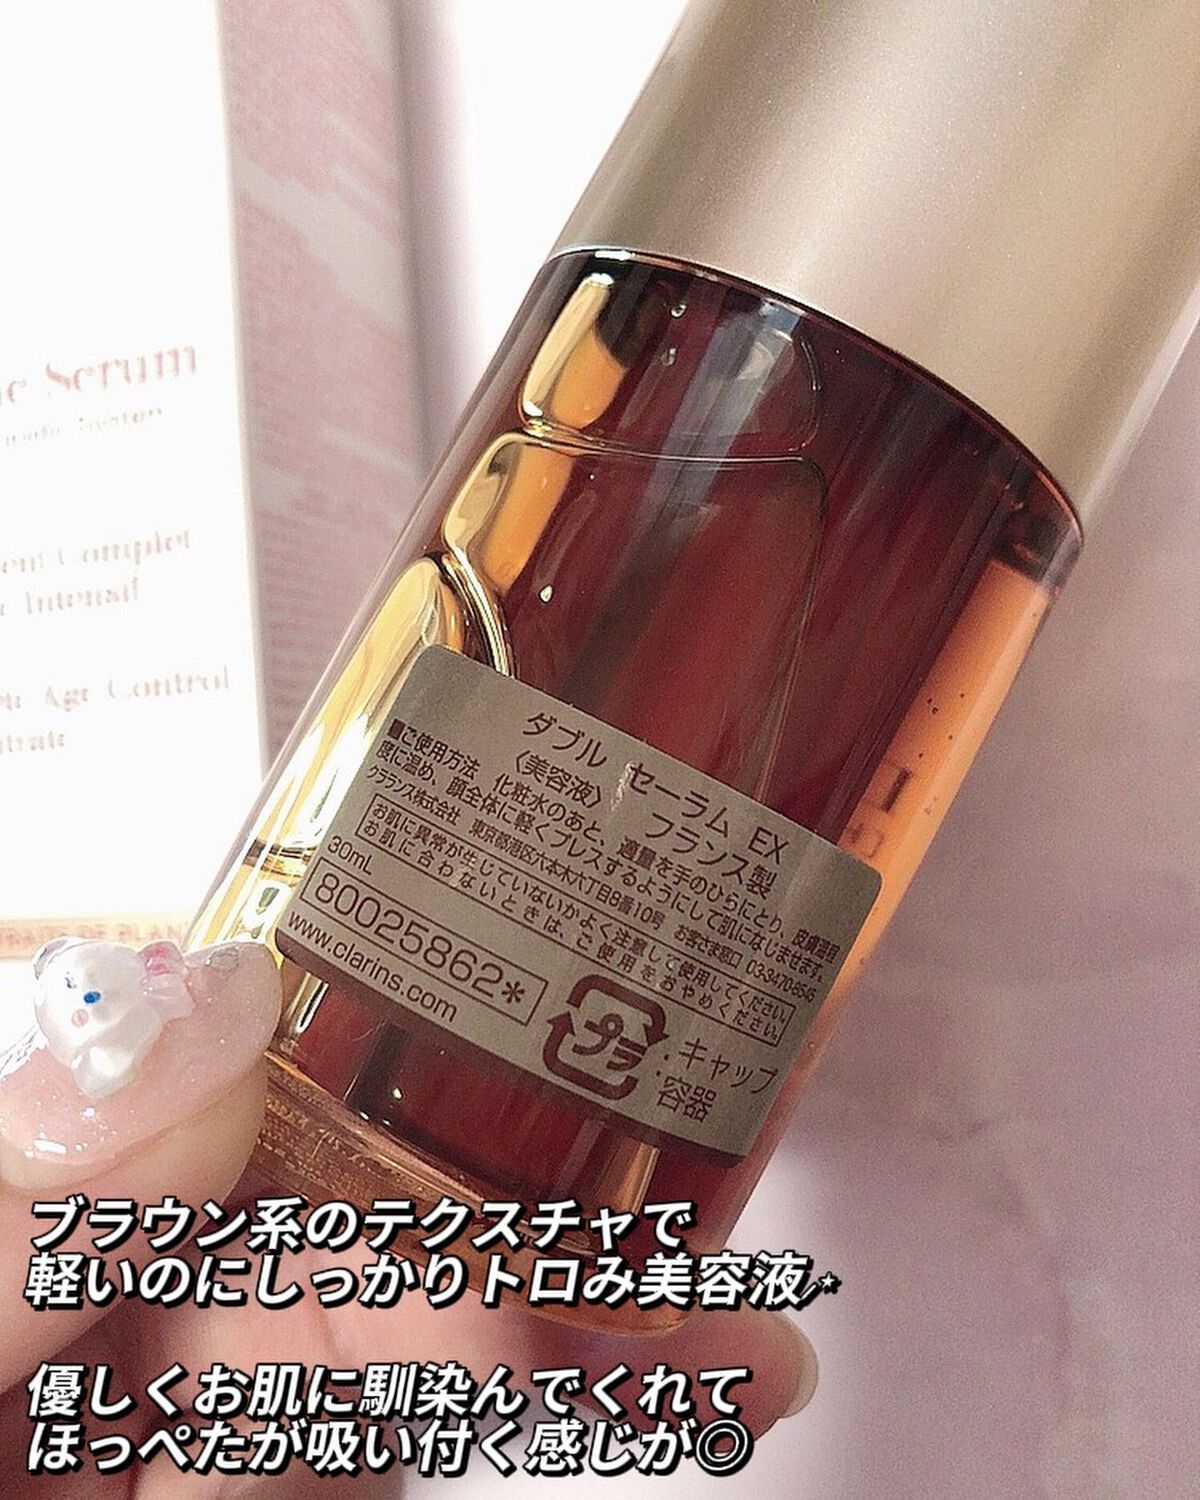 Serum
Complet
Intensif
Age Control
ダブル セーラム EX
〈美容液〉 フランス製
■ご使用方法 化粧水のあと、適量を手のひらにとり、皮膚温程
度に温め、顔全体に軽くプレスするようにして肌になじませます。
クラランス株式会社 東京都港区六本木六丁目8番10号 お客さま窓口 03-3470-8545
お肌に異常が生じていないかよく注意して使用してください。
お肌に合わないときは、ご使用をおやめください。
30mL
80025862*
www.clarins.com
プラ
・キャップ
・容器
ブラウン系のテクスチャで
軽いのにしっかりトロみ美容液
優しくお肌に馴染んでくれて
ほっぺたが吸い付く感じが◎